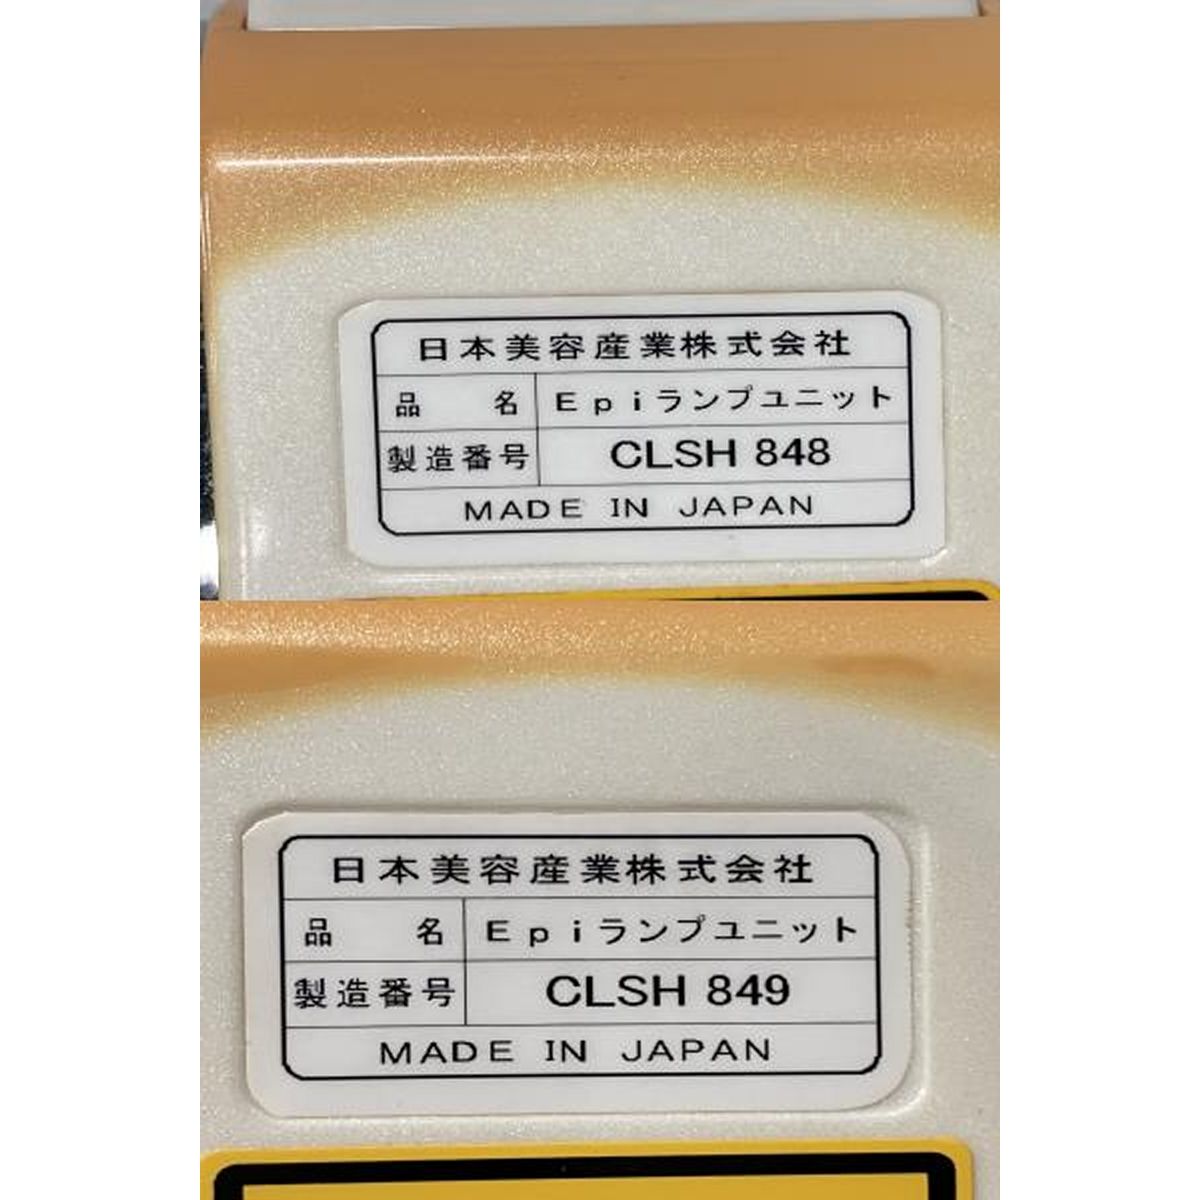 日本美容産業株式会社
品 名 Epiランプユニット
製造番号 CLSH 848
MADE IN JAPAN
日本美容産業株式会社
品 名 Epiランプユニット
製造番号 CLSH 849
MADE IN JAPAN